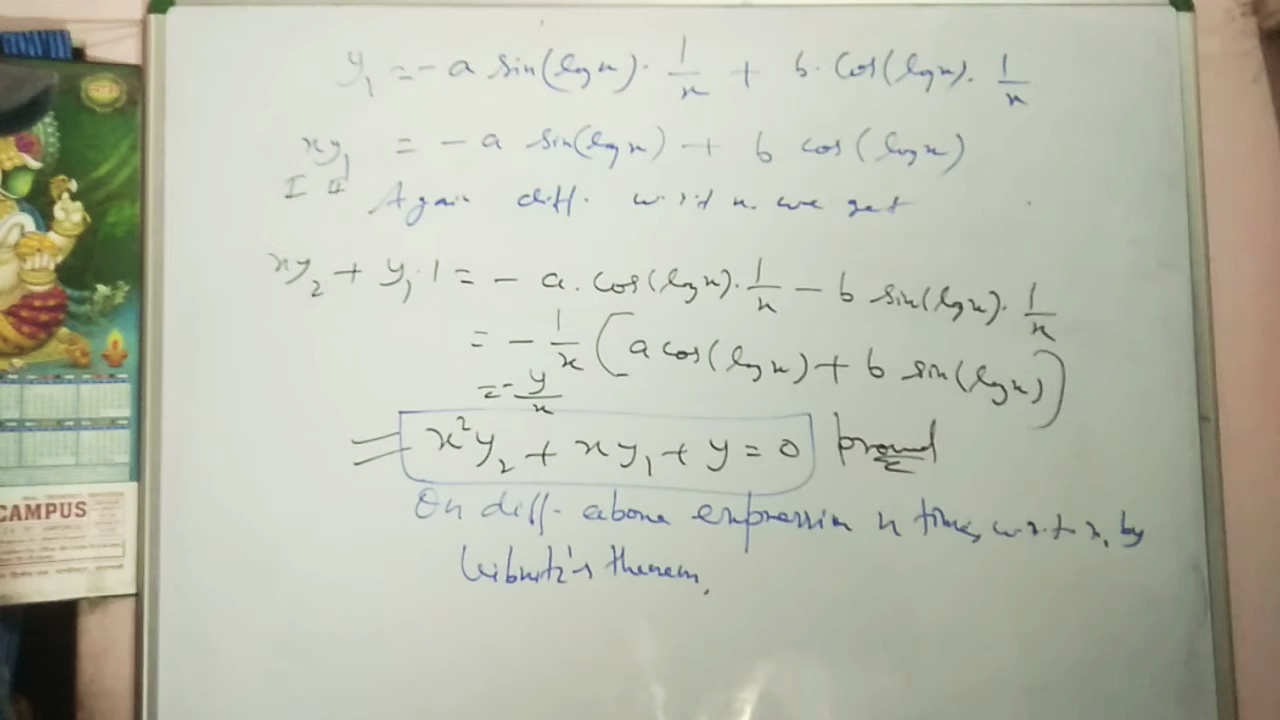 y₁ = - a sin(log x) · 1/x + b · cos(log x) · 1/x
xy₁ = - a sin(log x) + b cos(log x)
I II Again diff. w.r.t x. we get
xy₂ + y₁·1 = - a. cos(log x) · 1/x - b sin(log x) · 1/x
= - 1/x (a cos(log x) + b sin(log x))
= - y/x
⇒ x²y₂ + xy₁ + y = 0 proved
On diff. above expression n times w.r.t x, by
Leibnitz's theorem,
CAMPUS